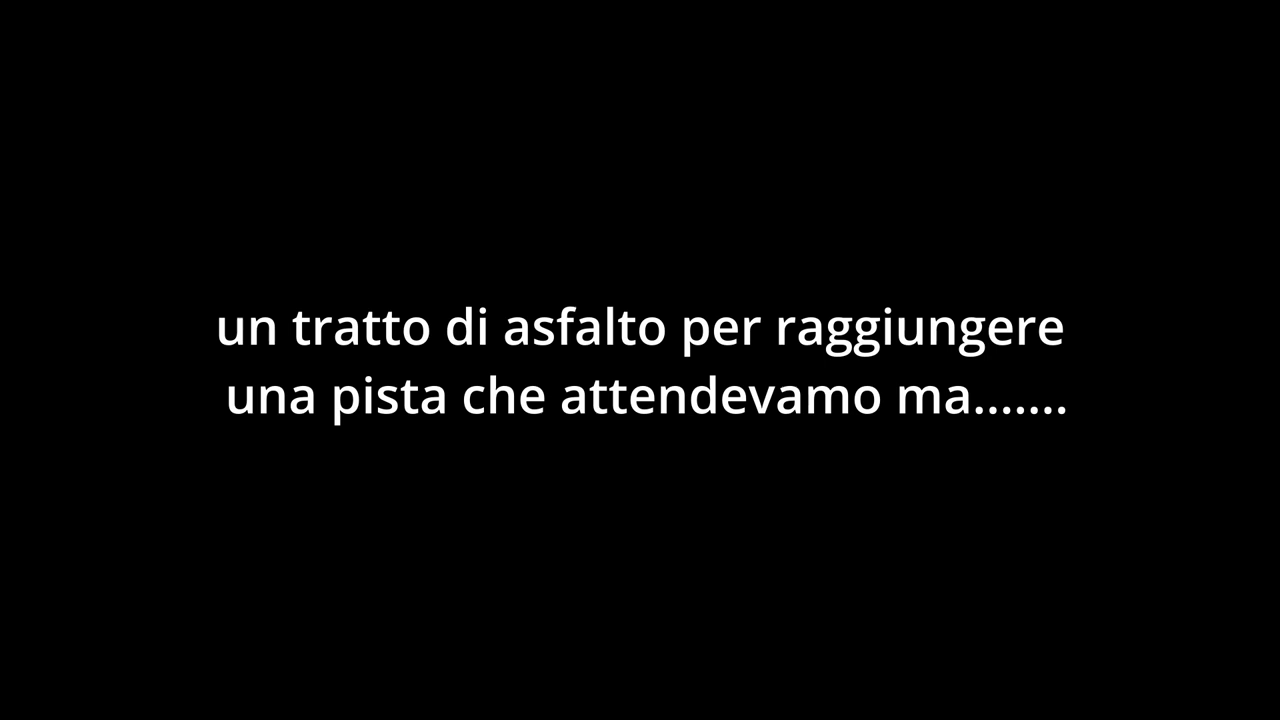 un tratto di asfalto per raggiungere
una pista che attendevamo ma.......